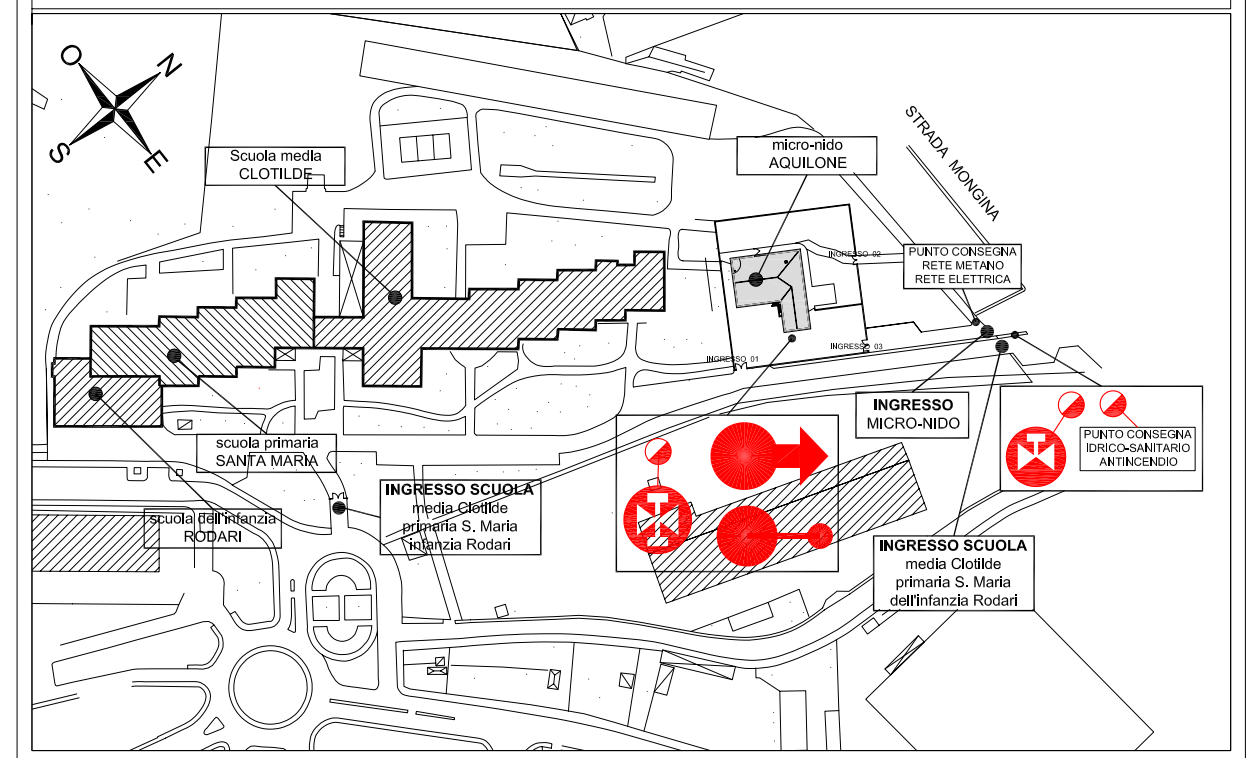 O
N
S
E
Scuola media
CLOTILDE
micro-nido
AQUILONE
STRADA MONGINA
INGRESSO 02
PUNTO CONSEGNA
RETE METANO
RETE ELETTRICA
INGRESSO 01
INGRESSO 03
INGRESSO
MICRO-NIDO
PUNTO CONSEGNA
IDRICO-SANITARIO
ANTINCENDIO
scuola primaria
SANTA MARIA
INGRESSO SCUOLA
media Clotilde
primaria S. Maria
infanzia Rodari
scuola dell'infanzia
RODARI
INGRESSO SCUOLA
media Clotilde
primaria S. Maria
dell'infanzia Rodari